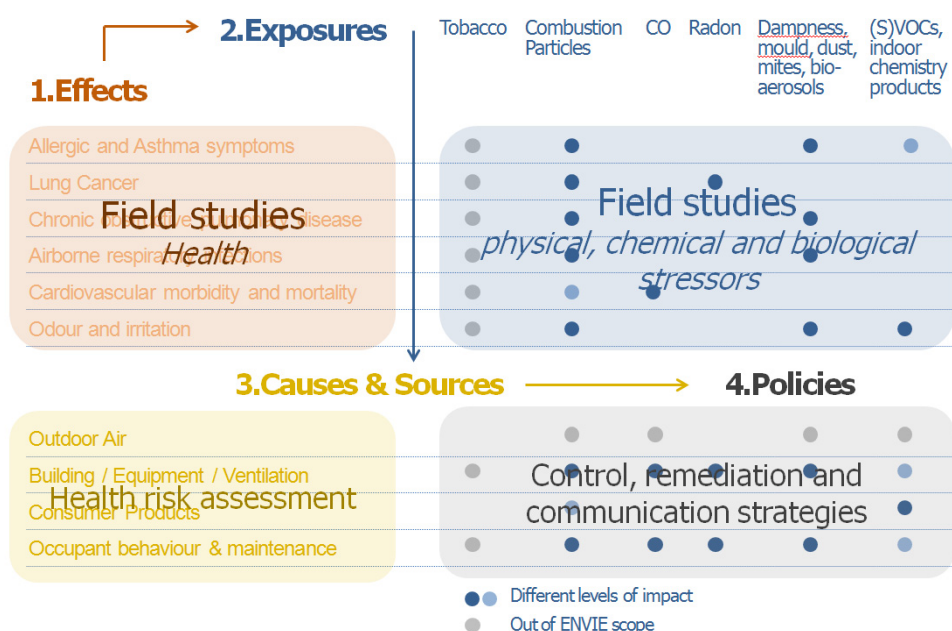 2.Exposures
Tobacco
Combustion
Particles
CO
Radon
Dampness,
mould, dust,
mites, bio-
aerosols
(S)VOCs,
indoor
chemistry
products
1.Effects
Allergic and Asthma symptoms
Lung Cancer
Chronic obstructive pulmonary disease
Airborne respiratory infections
Cardiovascular morbidity and mortality
Odour and irritation
Field studies
Health
Field studies
physical, chemical and biological
stressors
3.Causes & Sources
4.Policies
Outdoor Air
Building / Equipment / Ventilation
Consumer Products
Occupant behaviour & maintenance
Health risk assessment
Control, remediation and
communication strategies
Different levels of impact
Out of ENVIE scope